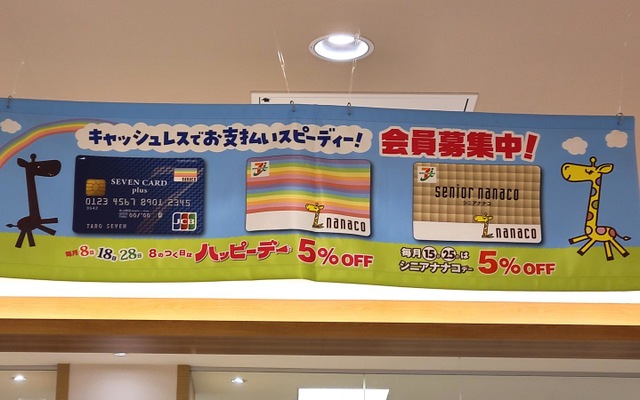 キャッシュレスでお支払いスピーディー! 会員募集中!
SEVEN CARD
plus
0123 4567 8901 2345
TARO SEVEN
JCB
nanaco
senior nanaco
シニアナナコ
nanaco
毎月8日18日28日 8のつく日はハッピーデー 5%OFF
毎月15日・25日は
シニアナナコデー 5%OFF